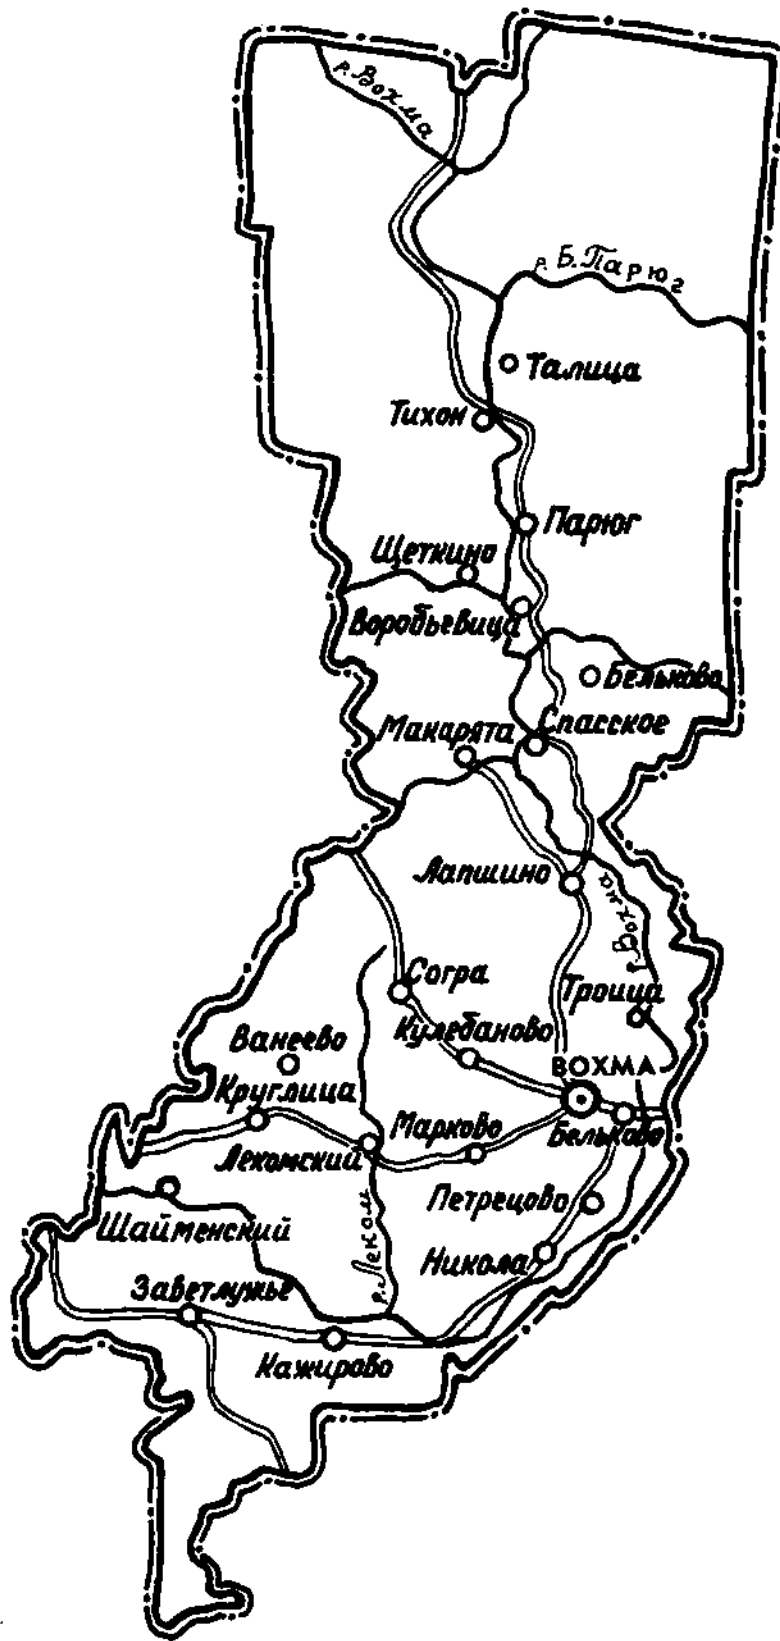 р. Вохма
р. Б. Парюг
Талица
Тихон
Парюг
Щеткино
Воробьевица
Бельково
Спасское
Макарята
Лапшино
р. Вохма
Согра
Троица
Кулебаново
Ванеево
ВОХМА
Круглица
Марково
Бельково
Лекомский
Петрецово
Шайменский
р. Леком
Никола
Заветлужье
Кажирово